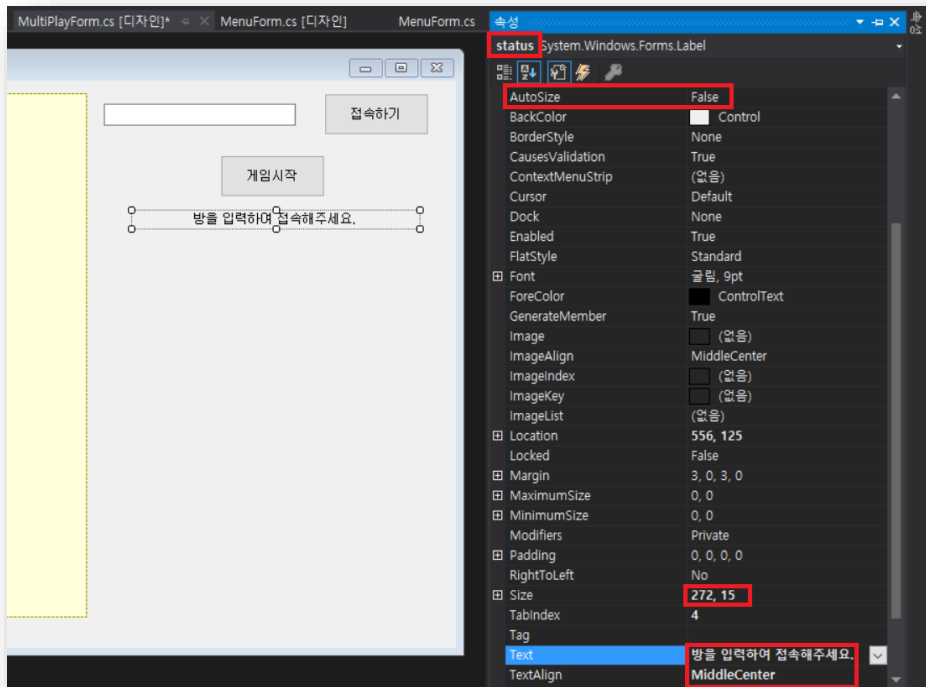 MultiPlayForm.cs [디자인]* MenuForm.cs [디자인] MenuForm.cs
속성
status System.Windows.Forms.Label
접속하기
게임시작
방을 입력하며 접속해주세요.
AutoSize False
BackColor Control
BorderStyle None
CausesValidation True
ContextMenuStrip (없음)
Cursor Default
Dock None
Enabled True
FlatStyle Standard
Font 굴림, 9pt
ForeColor ControlText
GenerateMember True
Image (없음)
ImageAlign MiddleCenter
ImageIndex (없음)
ImageKey (없음)
ImageList (없음)
Location 556, 125
Locked False
Margin 3, 0, 3, 0
MaximumSize 0, 0
MinimumSize 0, 0
Modifiers Private
Padding 0, 0, 0, 0
RightToLeft No
Size 272, 15
TabIndex 4
Tag
Text 방을 입력하여 접속해주세요.
TextAlign MiddleCenter